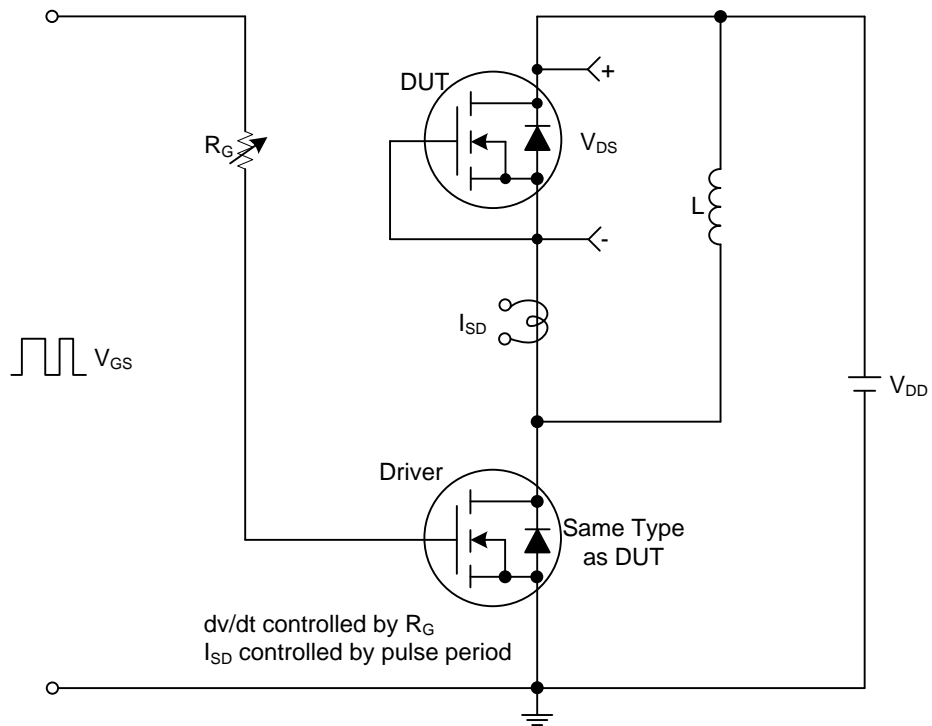 DUT
+
R_G
V_DS
L
-
I_SD
V_GS
V_DD
Driver
Same Type
as DUT
dv/dt controlled by R_G
I_SD controlled by pulse period